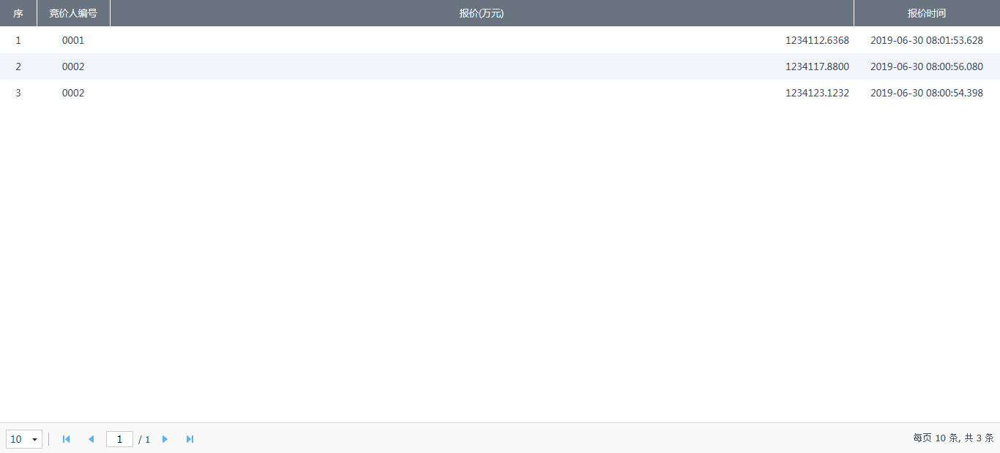 序 竞价人编号 报价(万元) 报价时间
1 0001 1234112.6368 2019-06-30 08:01:53.628
2 0002 1234117.8800 2019-06-30 08:00:56.080
3 0002 1234123.1232 2019-06-30 08:00:54.398
10 1 / 1 每页 10 条, 共 3 条